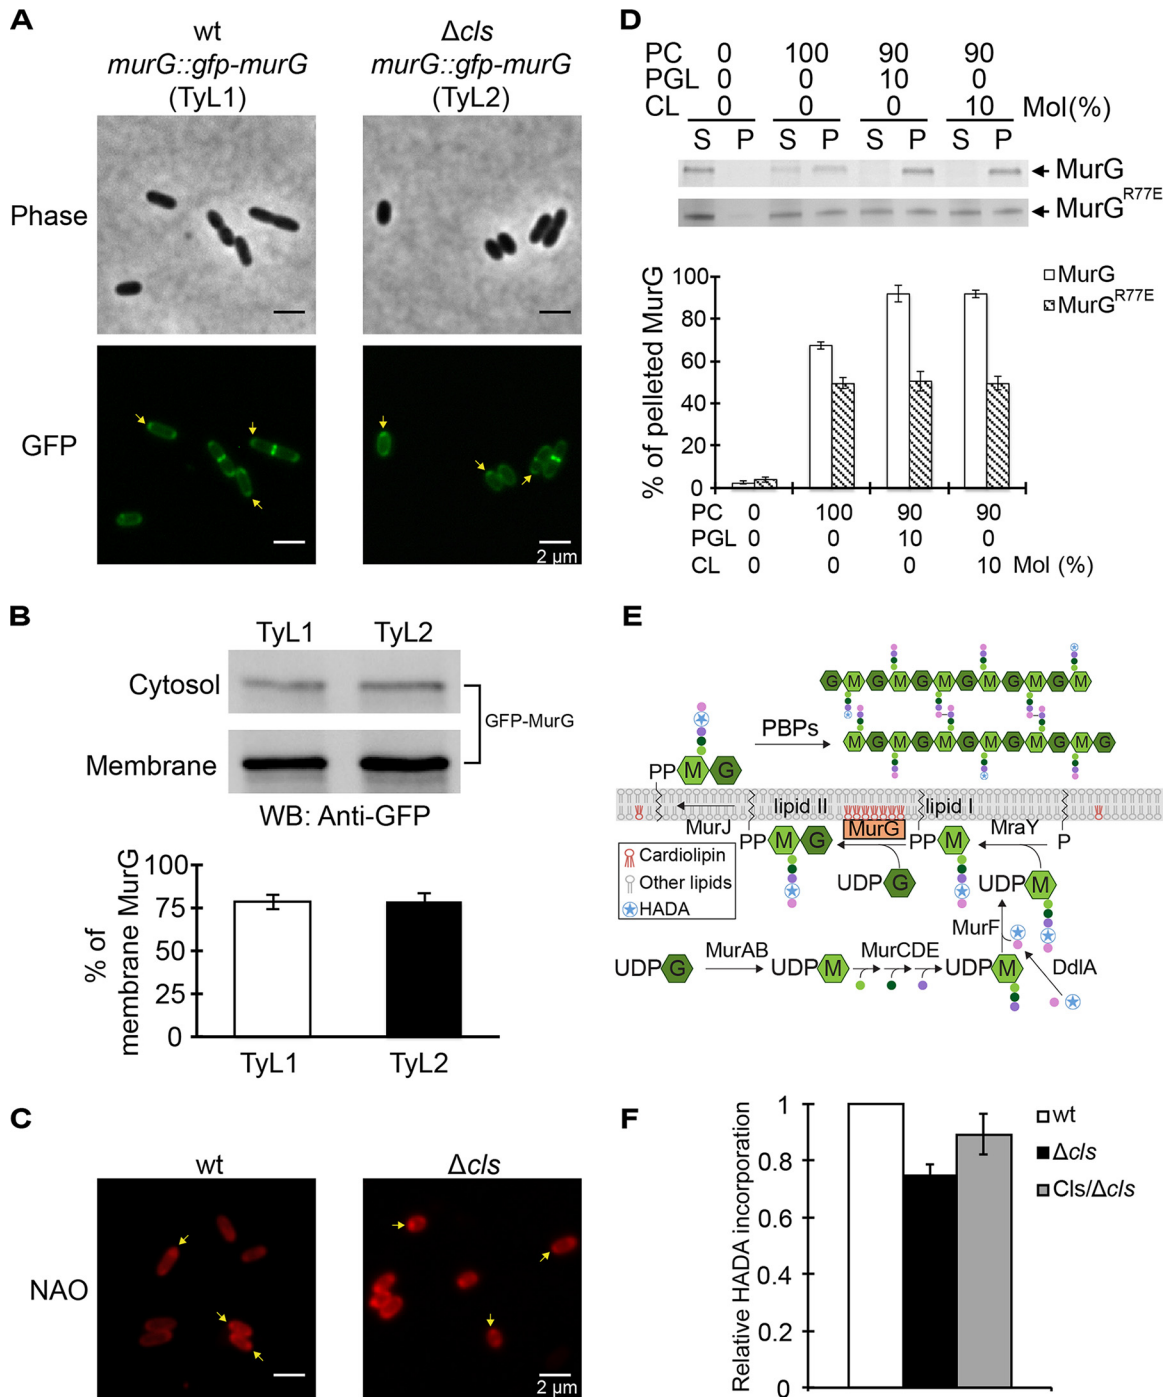 A
wt
murG::gfp-murG
(TyL1)
Δcls
murG::gfp-murG
(TyL2)
Phase
GFP
2 µm
B
TyL1 TyL2
Cytosol
GFP-MurG
Membrane
WB: Anti-GFP
% of
membrane MurG
100
75
50
25
0
TyL1 TyL2
C
wt Δcls
NAO
2 µm
D
PC 0 100 90 90
PGL 0 0 10 0
CL 0 0 0 10 Mol(%)
S P S P S P S P
MurG
MurG R77E
% of pelleted MurG
100
80
60
40
20
0
MurG
MurG R77E
PC 0 100 90 90
PGL 0 0 10 0
CL 0 0 0 10 Mol (%)
E
G M G M G M G M G M
PBPs
M G M G M G M G M G
PP M G
lipid II lipid I
MurJ MurG MraY
PP M G PP M P
Cardiolipin
Other lipids
HADA
UDP G UDP M
MurF
DdlA
UDP G MurAB UDP M MurCDE UDP M
F
Relative HADA incorporation
1
0.8
0.6
0.4
0.2
0
wt
Δcls
Cls/Δcls